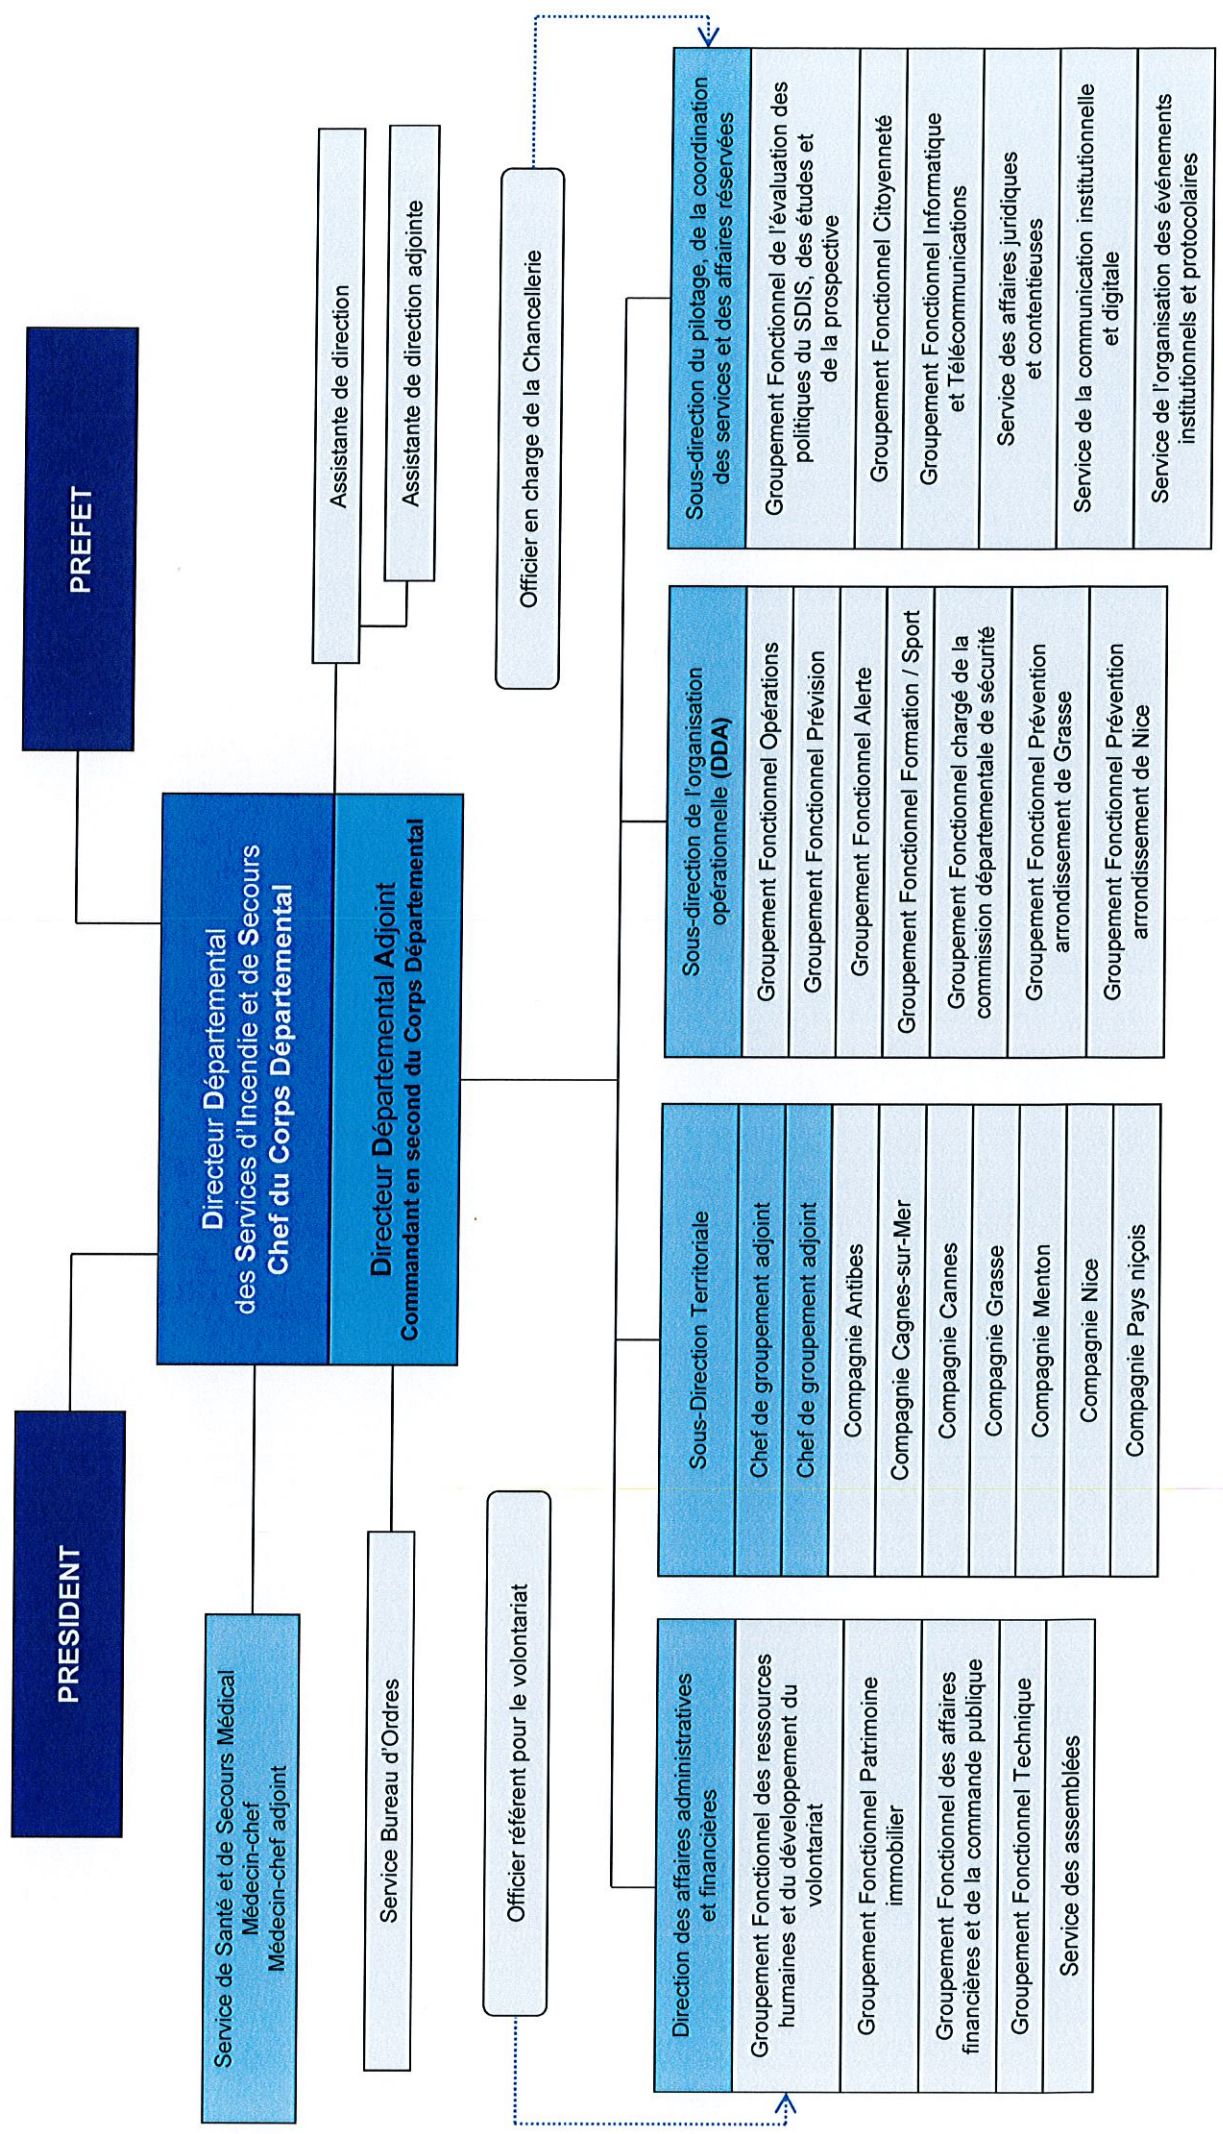 PRESIDENT
PREFET
Directeur Départemental
des Services d'Incendie et de Secours
Chef du Corps Départemental
Directeur Départemental Adjoint
Commandant en second du Corps Départemental
Service de Santé et de Secours Médical
Médecin-chef
Médecin-chef adjoint
Service Bureau d'Ordres
Assistante de direction
Assistante de direction adjointe
Officier référent pour le volontariat
Officier en charge de la Chancellerie
Direction des affaires administratives
et financières
Groupement Fonctionnel des ressources
humaines et du développement du
volontariat
Groupement Fonctionnel Patrimoine
immobilier
Groupement Fonctionnel des affaires
financières et de la commande publique
Groupement Fonctionnel Technique
Service des assemblées
Sous-Direction Territoriale
Chef de groupement adjoint
Chef de groupement adjoint
Compagnie Antibes
Compagnie Cagnes-sur-Mer
Compagnie Cannes
Compagnie Grasse
Compagnie Menton
Compagnie Nice
Compagnie Pays niçois
Sous-direction de l'organisation
opérationnelle (DDA)
Groupement Fonctionnel Opérations
Groupement Fonctionnel Prévision
Groupement Fonctionnel Alerte
Groupement Fonctionnel Formation / Sport
Groupement Fonctionnel chargé de la
commission départementale de sécurité
Groupement Fonctionnel Prévention
arrondissement de Grasse
Groupement Fonctionnel Prévention
arrondissement de Nice
Sous-direction du pilotage, de la coordination
des services et des affaires réservées
Groupement Fonctionnel de l'évaluation des
politiques du SDIS, des études et
de la prospective
Groupement Fonctionnel Citoyenneté
Groupement Fonctionnel Informatique
et Télécommunications
Service des affaires juridiques
et contentieuses
Service de la communication institutionnelle
et digitale
Service de l'organisation des événements
institutionnels et protocolaires